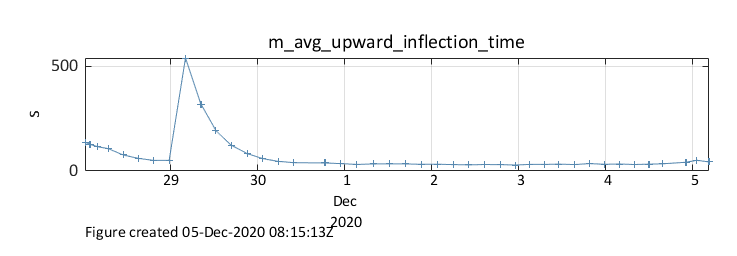 m_avg_upward_inflection_time
500
s
0
29 30 1 2 3 4 5
Dec
2020
Figure created 05-Dec-2020 08:15:13Z